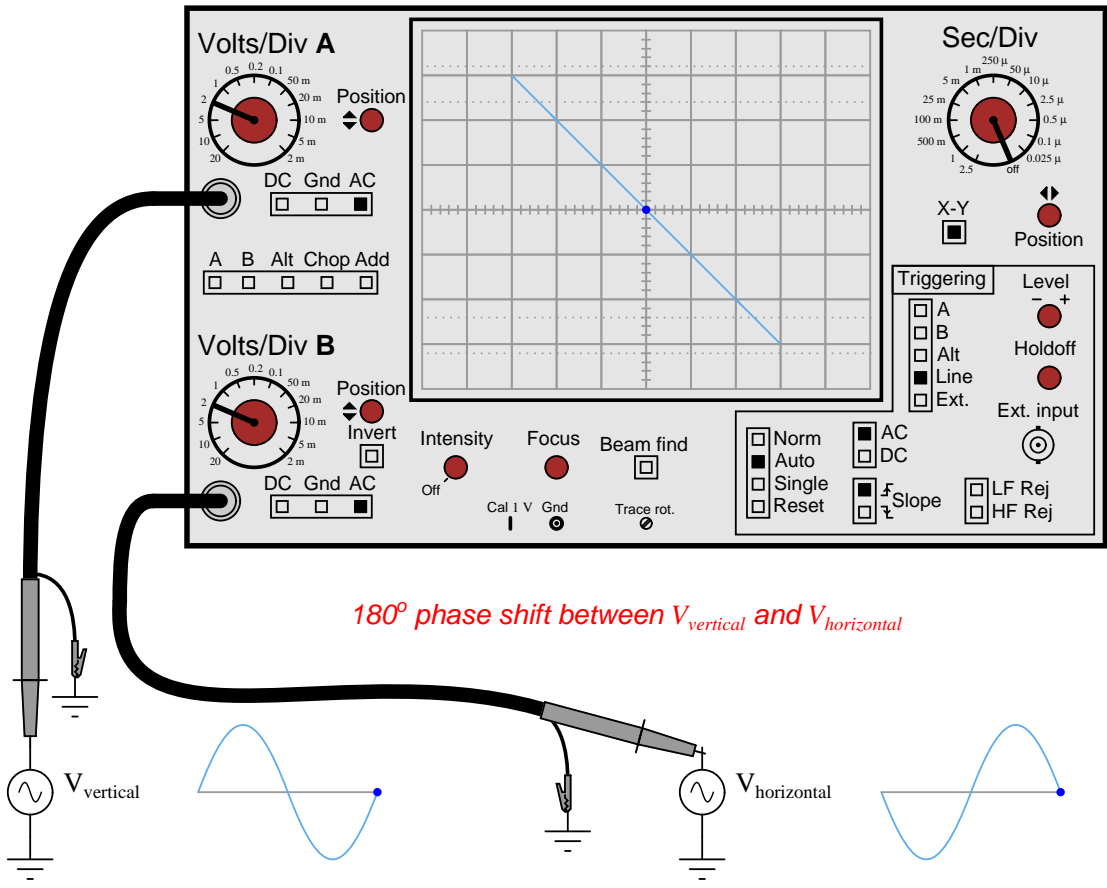 Volts/Div A
20 10 5 2 1 0.5 0.2 0.1 50 m 20 m 10 m 5 m 2 m
Position
DC Gnd AC
A B Alt Chop Add
Volts/Div B
20 10 5 2 1 0.5 0.2 0.1 50 m 20 m 10 m 5 m 2 m
Position
Invert
DC Gnd AC
Intensity
Off
Focus
Beam find
Cal 1 V Gnd
Trace rot.
Sec/Div
2.5 1 500 m 100 m 25 m 5 m 1 m 250 µ 50 µ 10 µ 2.5 µ 0.5 µ 0.1 µ 0.025 µ off
X-Y
Position
Triggering
A
B
Alt
Line
Ext.
Level
− +
Holdoff
Ext. input
Norm
Auto
Single
Reset
AC
DC
Slope
LF Rej
HF Rej
180° phase shift between Vvertical and Vhorizontal
Vvertical
Vhorizontal